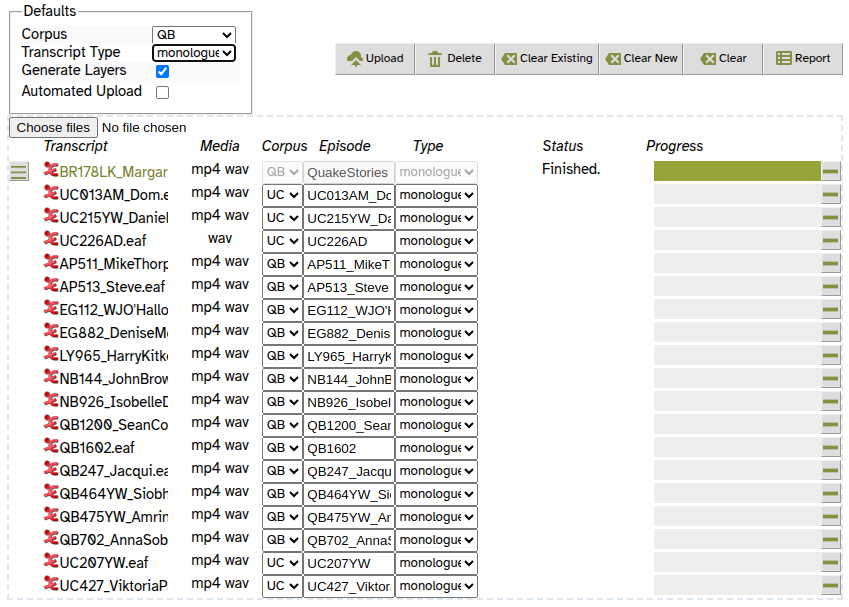 Defaults
Corpus QB
Transcript Type monologue
Generate Layers
Automated Upload
Upload Delete Clear Existing Clear New Clear Report
Choose files No file chosen
Transcript Media Corpus Episode Type Status Progress
BR178LK_Margar mp4 wav QB QuakeStories monologue Finished.
UC013AM_Dom.e mp4 wav UC UC013AM_Do monologue
UC215YW_Daniel mp4 wav UC UC215YW_Da monologue
UC226AD.eaf wav UC UC226AD monologue
AP511_MikeThorp mp4 wav QB AP511_MikeT monologue
AP513_Steve.eaf mp4 wav QB AP513_Steve monologue
EG112_WJO'Hallo mp4 wav QB EG112_WJO'H monologue
EG882_DeniseM mp4 wav QB EG882_Denis monologue
LY965_HarryKitk mp4 wav QB LY965_HarryK monologue
NB144_JohnBrow mp4 wav QB NB144_JohnB monologue
NB926_IsobelleD mp4 wav QB NB926_Isobel monologue
QB1200_SeanCo mp4 wav QB QB1200_Sear monologue
QB1602.eaf mp4 wav QB QB1602 monologue
QB247_Jacqui.ea mp4 wav QB QB247_Jacqu monologue
QB464YW_Siobh mp4 wav QB QB464YW_Si monologue
QB475YW_Amrin mp4 wav QB QB475YW_Ar monologue
QB702_AnnaSob mp4 wav QB QB702_AnnaS monologue
UC207YW.eaf mp4 wav UC UC207YW monologue
UC427_ViktoriaP mp4 wav UC UC427_Viktor monologue